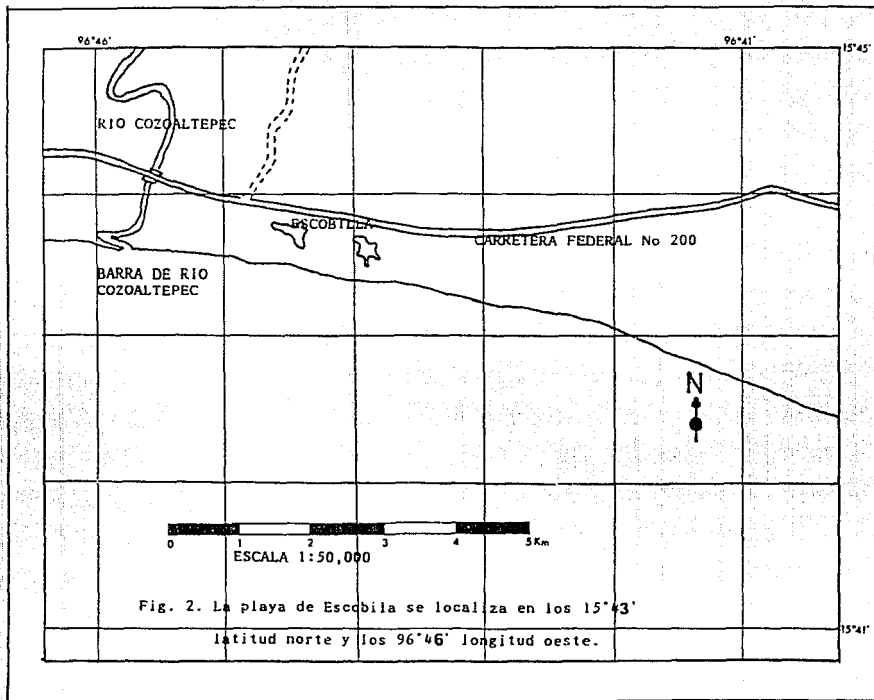 96°46'
96°41'
15°45'
RIO COZOALTEPEC
ESCOBILLA
CARRETERA FEDERAL No 200
BARRA DE RIO
COZOALTEPEC
N
0 1 2 3 4 5 Km
ESCALA 1:50,000
Fig. 2. La playa de Escobila se localiza en los 15°43'
latitud norte y los 96°46' longitud oeste.
15°41'